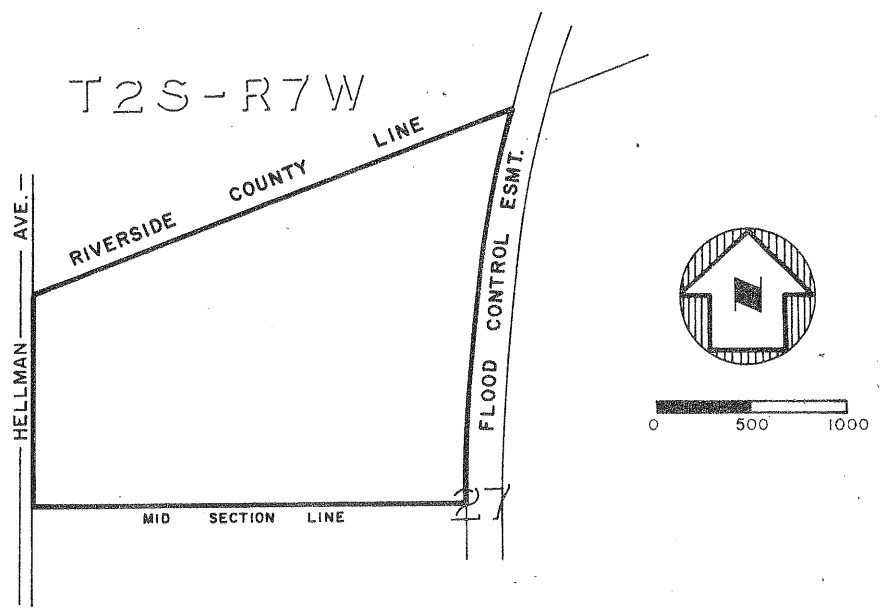 T2S-R7W
RIVERSIDE COUNTY LINE
HELLMAN AVE.
FLOOD CONTROL ESMT.
N
0 500 1000
27
MID SECTION LINE